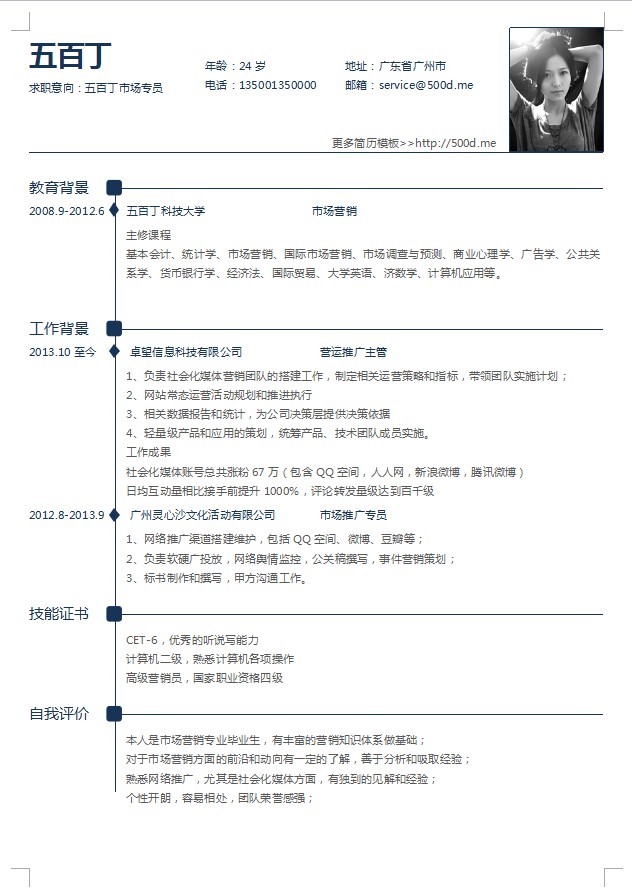 五百丁
求职意向：五百丁市场专员
年龄：24 岁
地址：广东省广州市
电话：135001350000
邮箱：service@500d.me
更多简历模板>>http://500d.me
教育背景
2008.9-2012.6 五百丁科技大学 市场营销
主修课程
基本会计、统计学、市场营销、国际市场营销、市场调查与预测、商业心理学、广告学、公共关
系学、货币银行学、经济法、国际贸易、大学英语、济数学、计算机应用等。
工作背景
2013.10 至今 卓望信息科技有限公司 营运推广主管
1、负责社会化媒体营销团队的搭建工作，制定相关运营策略和指标，带领团队实施计划；
2、网站常态运营活动规划和推进执行
3、相关数据报告和统计，为公司决策层提供决策依据
4、轻量级产品和应用的策划，统筹产品、技术团队成员实施。
工作成果
社会化媒体账号总共涨粉 67 万（包含 QQ 空间，人人网，新浪微博，腾讯微博）
日均互动量相比接手前提升 1000%，评论转发量级达到百千级
2012.8-2013.9 广州灵心沙文化活动有限公司 市场推广专员
1、网络推广渠道搭建维护，包括 QQ 空间、微博、豆瓣等；
2、负责软硬广投放，网络舆情监控，公关稿撰写，事件营销策划；
3、标书制作和撰写，甲方沟通工作。
技能证书
CET-6，优秀的听说写能力
计算机二级，熟悉计算机各项操作
高级营销员，国家职业资格四级
自我评价
本人是市场营销专业毕业生，有丰富的营销知识体系做基础；
对于市场营销方面的前沿和动向有一定的了解，善于分析和吸取经验；
熟悉网络推广，尤其是社会化媒体方面，有独到的见解和经验；
个性开朗，容易相处，团队荣誉感强；